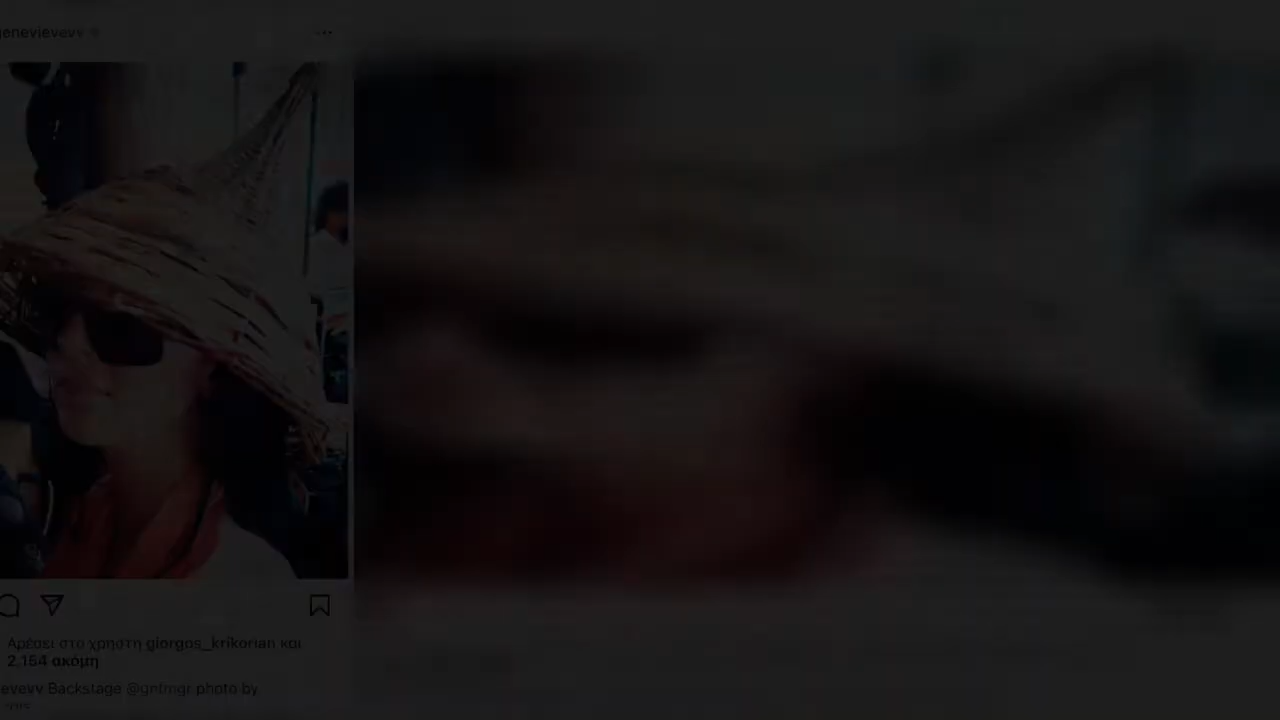 genevievevv
Αρέσει στο χρήστη giorgos_krikorian και
2.154 ακόμη
evevv Backstage @gntmgr photo by